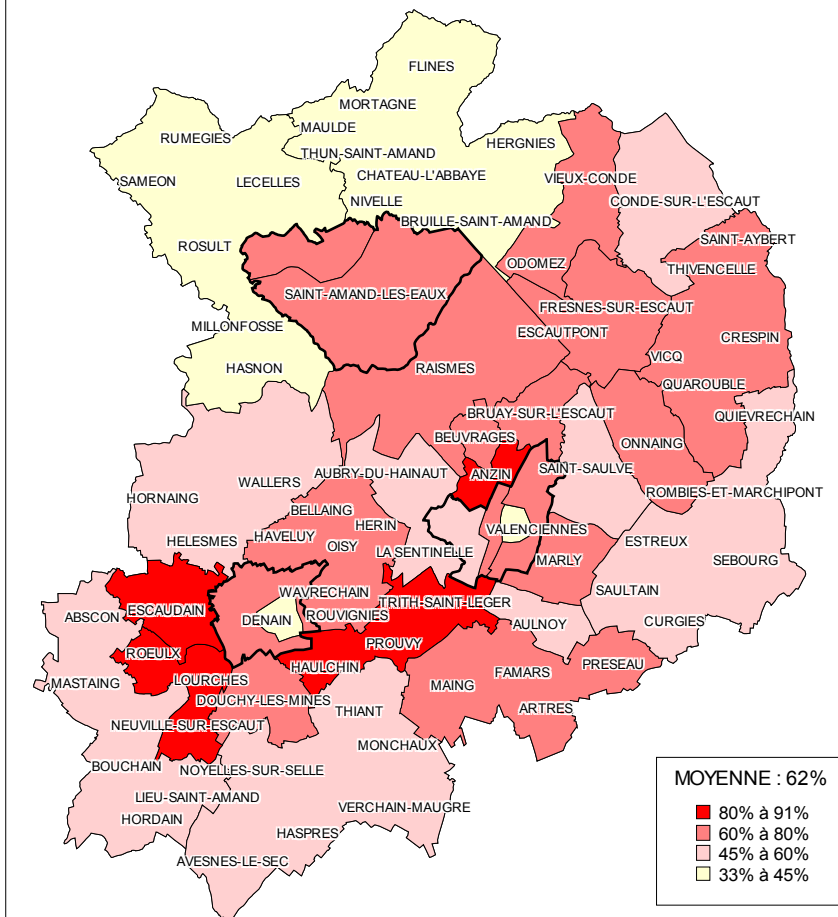 FLINES
MORTAGNE
MAULDE
RUMEGIES
HERGNIES
THUN-SAINT-AMAND
CHATEAU-L'ABBAYE
VIEUX-CONDE
SAMEON
LECELLES
NIVELLE
CONDE-SUR-L'ESCAUT
BRUILLE-SAINT-AMAND
SAINT-AYBERT
ROSULT
ODOMEZ
THIVENCELLE
SAINT-AMAND-LES-EAUX
FRESNES-SUR-ESCAUT
MILLONFOSSE
ESCAUTPONT
CRESPIN
HASNON
RAISMES
VICQ
QUAROUBLE
BRUAY-SUR-L'ESCAUT
QUIEVRECHAIN
BEUVRAGES
ONNAING
AUBRY-DU-HAINAUT
ANZIN
SAINT-SAULVE
WALLERS
HORNAING
ROMBIES-ET-MARCHIPONT
BELLAING
HERIN
VALENCIENNES
HELESMES
HAVELUY
OISY
LA SENTINELLE
ESTREUX
MARLY
SEBOURG
WAVRECHAIN
SAULTAIN
ABSCON
ESCAUDAIN
ROUVIGNIES
TRITH-SAINT-LEGER
DENAIN
AULNOY
CURGIES
PROUVY
ROEULX
HAULCHIN
PRESEAU
MASTAING
LOURCHES
MAING
FAMARS
DOUCHY-LES-MINES
THIANT
ARTRES
NEUVILLE-SUR-ESCAUT
MONCHAUX
BOUCHAIN
NOYELLES-SUR-SELLE
LIEU-SAINT-AMAND
VERCHAIN-MAUGRE
HORDAIN
HASPRES
AVESNES-LE-SEC
MOYENNE : 62%
80% à 91%
60% à 80%
45% à 60%
33% à 45%